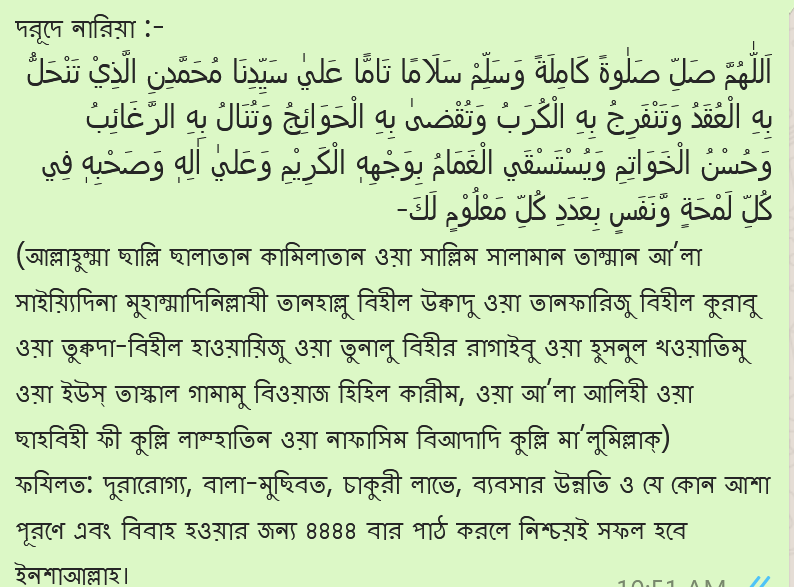 দরূদে নারিয়া :-
اَللّٰهُمَّ صَلِّ صَلٰوةً كَامِلَةً وَسَلِّمْ سَلَامًا تَامًّا عَليٰ سَيِّدِنَا مُحَمَّدِنِ الَّذِيْ تَنْحَلُّ
بِهِ الْعُقَدُ وَتَنْفَرِجُ بِهِ الْكُرَبُ وَتُقْضىٰ بِهِ الْحَوَائِجُ وَتُنَالُ بِهِ الرَّغَائِبُ
وَحُسْنُ الْخَوَاتِمِ وَيُسْتَسْقَي الْغَمَامُ بِوَجْهِهٖ الْكَرِيْمِ وَعَليٰ اٰلِهٖ وَصَحْبِهٖ فِي
كُلِّ لَمْحَةٍ وَّنَفَسٍ بِعَدَدِ كُلِّ مَعْلُوْمٍ لَكَ-
(আল্লাহুম্মা ছাল্লি ছালাতান কামিলাতান ওয়া সাল্লিম সালামান তাম্মান আ’লা
সাইয়্যিদিনা মুহাম্মাদিনিল্লাযী তানহাল্লু বিহীল উক্বাদু ওয়া তানফারিজু বিহীল কুরাবু
ওয়া তুক্বদা-বিহীল হাওয়ায়িজু ওয়া তুনালু বিহীর রাগাইবু ওয়া হুসনুল খওয়াতিমু
ওয়া ইউস্ তাস্কাল গামামু বিওয়াজ হিহিল কারীম, ওয়া আ’লা আলিহী ওয়া
ছাহবিহী ফী কুল্লি লাম্হাতিন ওয়া নাফাসিম বিআদাদি কুল্লি মা’লুমিল্লাক্)
ফযিলত: দুরারোগ্য, বালা-মুছিবত, চাকুরী লাভে, ব্যবসার উন্নতি ও যে কোন আশা
পূরণে এবং বিবাহ হওয়ার জন্য ৪৪৪৪ বার পাঠ করলে নিশ্চয়ই সফল হবে
ইনশাআল্লাহ।
10:51 AM